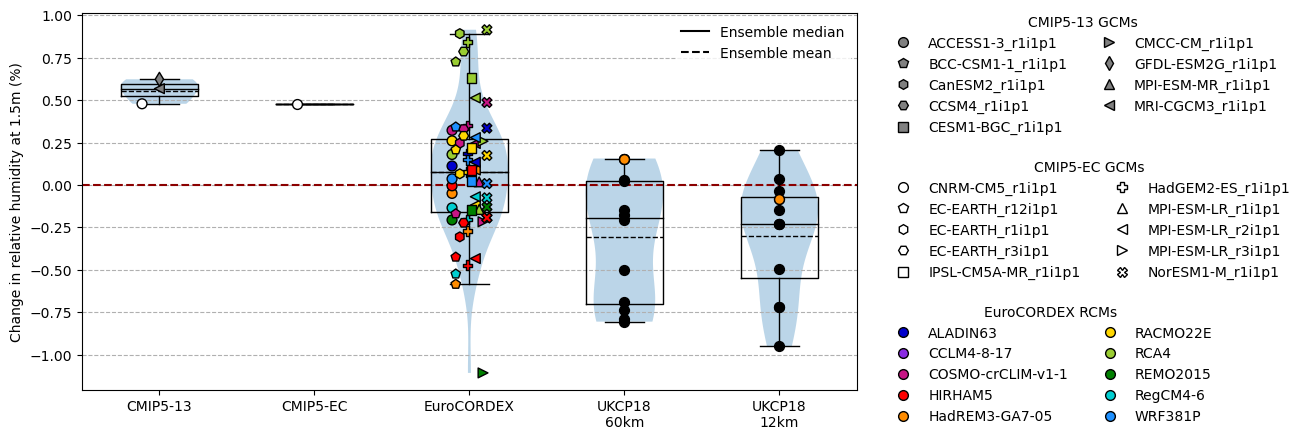 Change in relative humidity at 1.5m (%)
1.00
0.75
0.50
0.25
0.00
−0.25
−0.50
−0.75
−1.00
Ensemble median
Ensemble mean
CMIP5-13
CMIP5-EC
EuroCORDEX
UKCP18
60km
UKCP18
12km
CMIP5-13 GCMs
ACCESS1-3_r1i1p1
BCC-CSM1-1_r1i1p1
CanESM2_r1i1p1
CCSM4_r1i1p1
CESM1-BGC_r1i1p1
CMCC-CM_r1i1p1
GFDL-ESM2G_r1i1p1
MPI-ESM-MR_r1i1p1
MRI-CGCM3_r1i1p1
CMIP5-EC GCMs
CNRM-CM5_r1i1p1
EC-EARTH_r12i1p1
EC-EARTH_r1i1p1
EC-EARTH_r3i1p1
IPSL-CM5A-MR_r1i1p1
HadGEM2-ES_r1i1p1
MPI-ESM-LR_r1i1p1
MPI-ESM-LR_r2i1p1
MPI-ESM-LR_r3i1p1
NorESM1-M_r1i1p1
EuroCORDEX RCMs
ALADIN63
CCLM4-8-17
COSMO-crCLIM-v1-1
HIRHAM5
HadREM3-GA7-05
RACMO22E
RCA4
REMO2015
RegCM4-6
WRF381P